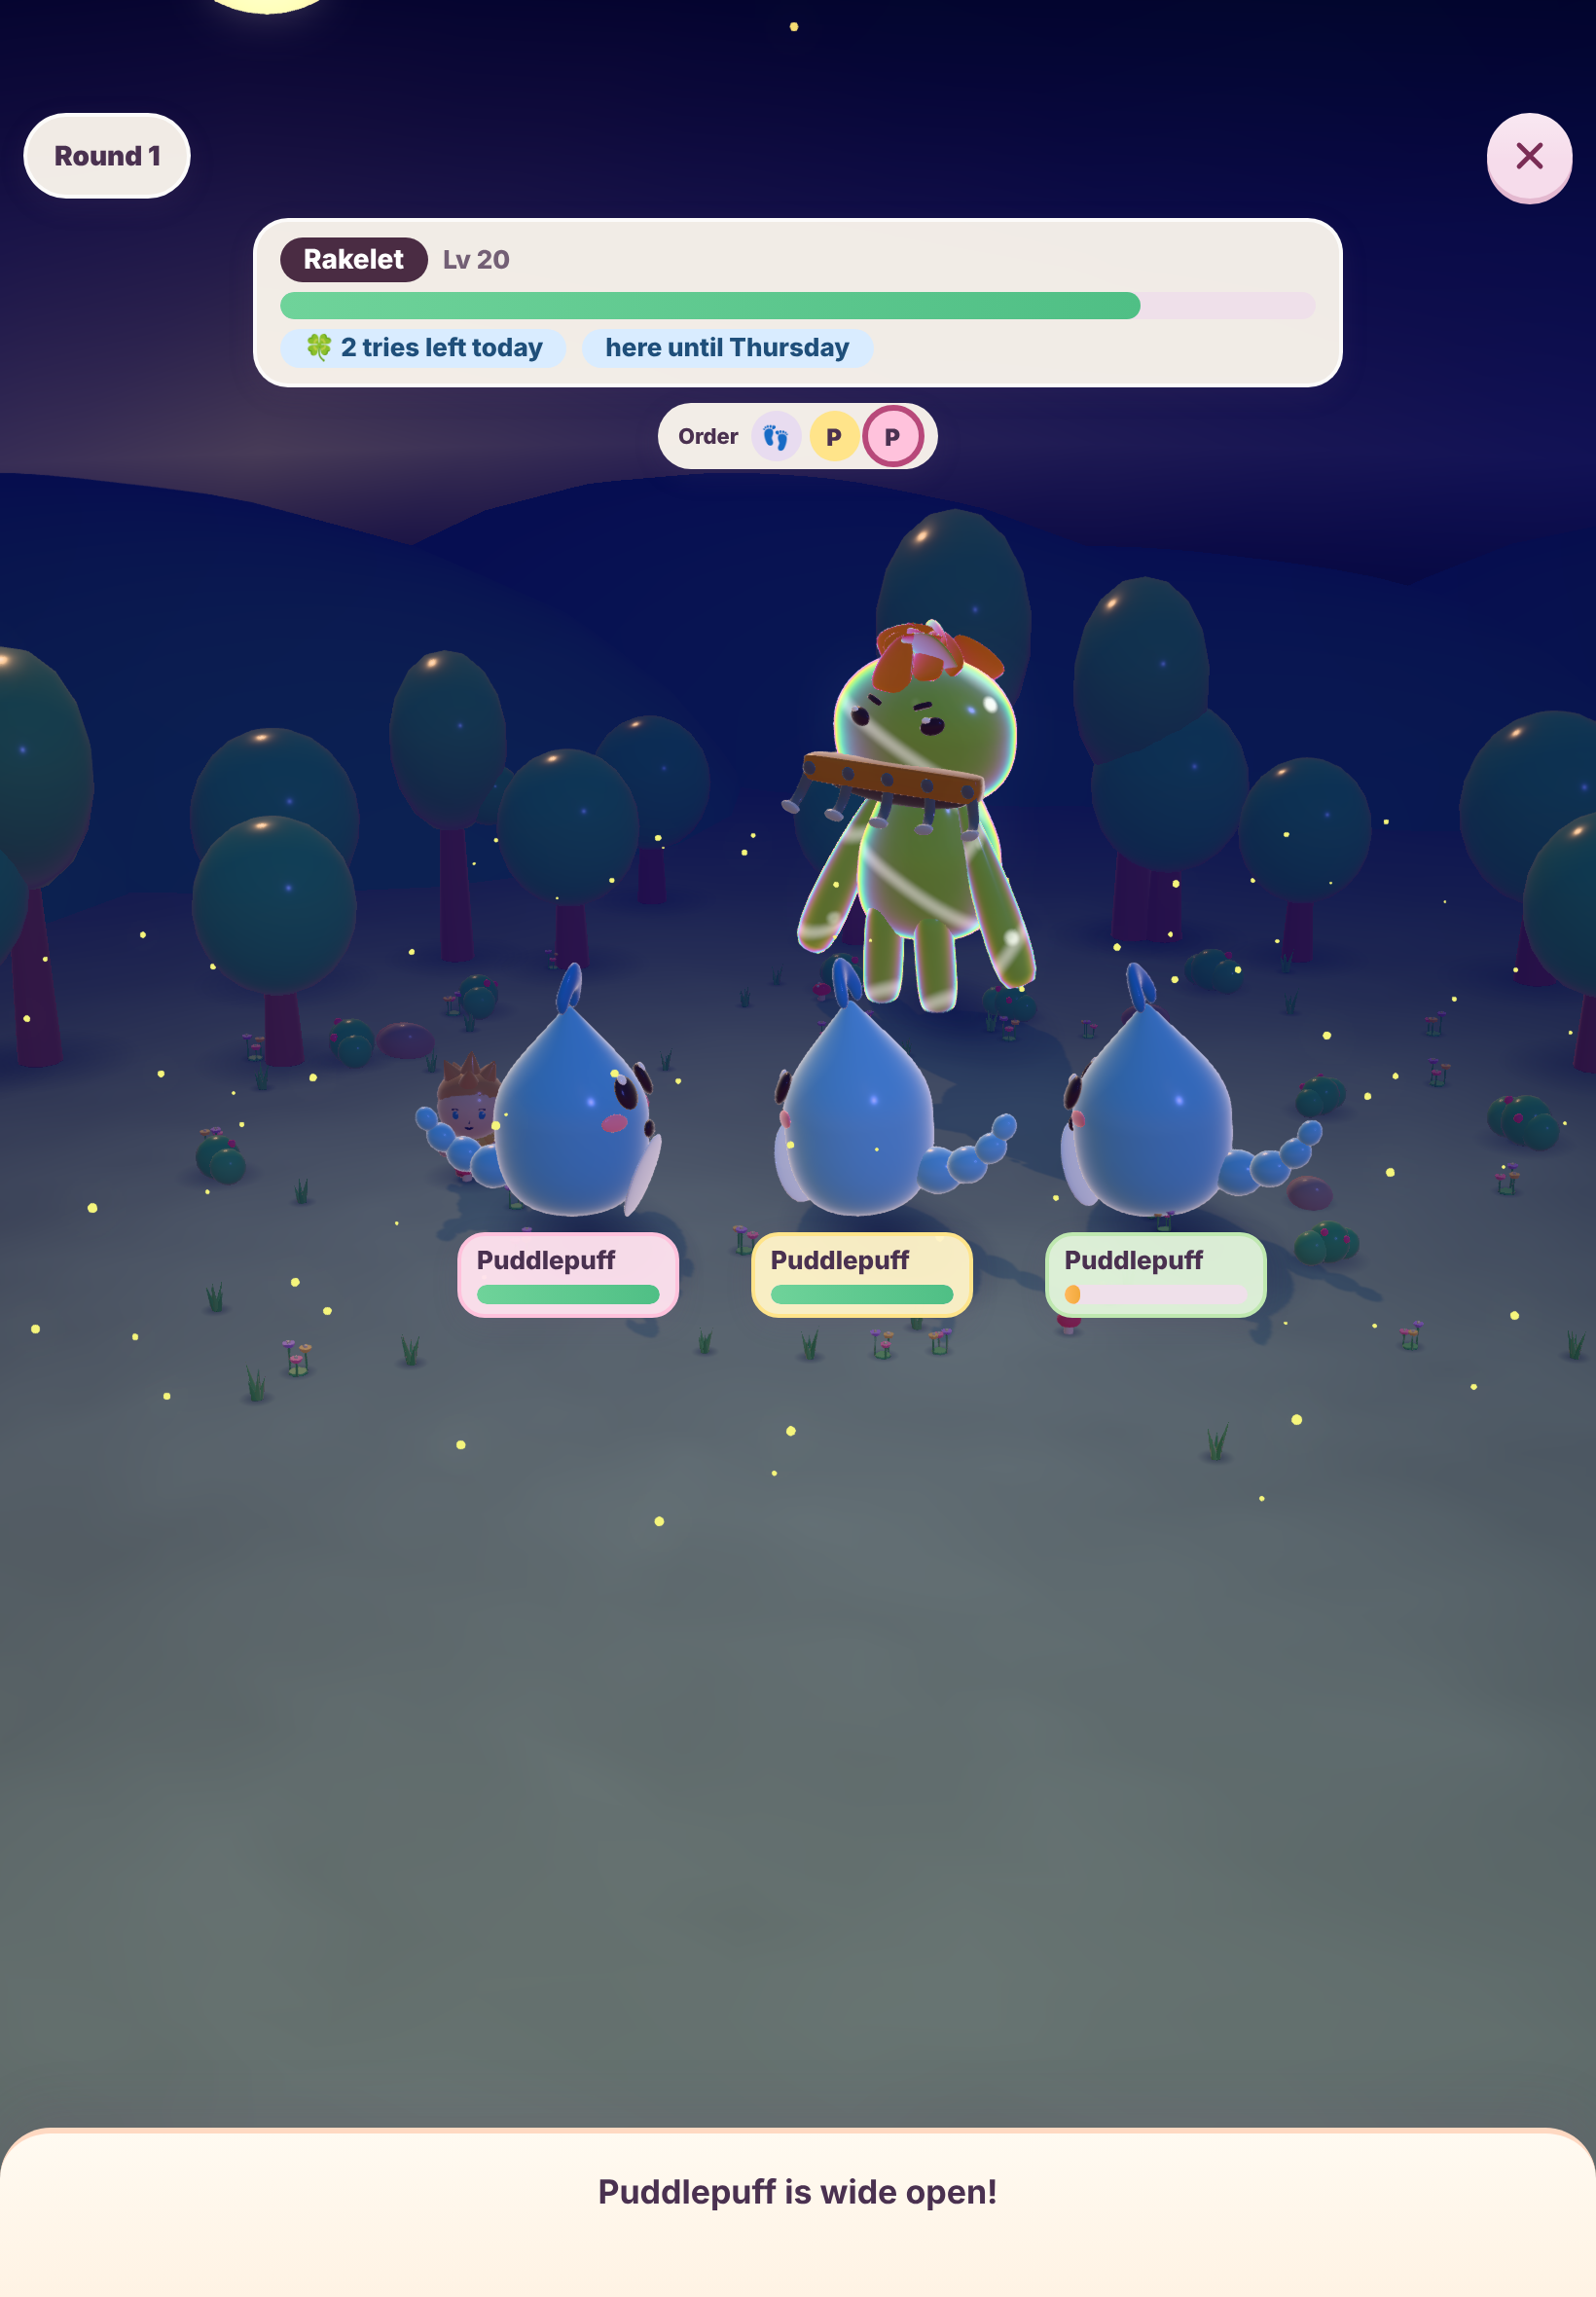 Round 1
Rakelet Lv 20
🍀 2 tries left today here until Thursday
Order 👣 P P
Puddlepuff Puddlepuff Puddlepuff
Puddlepuff is wide open!